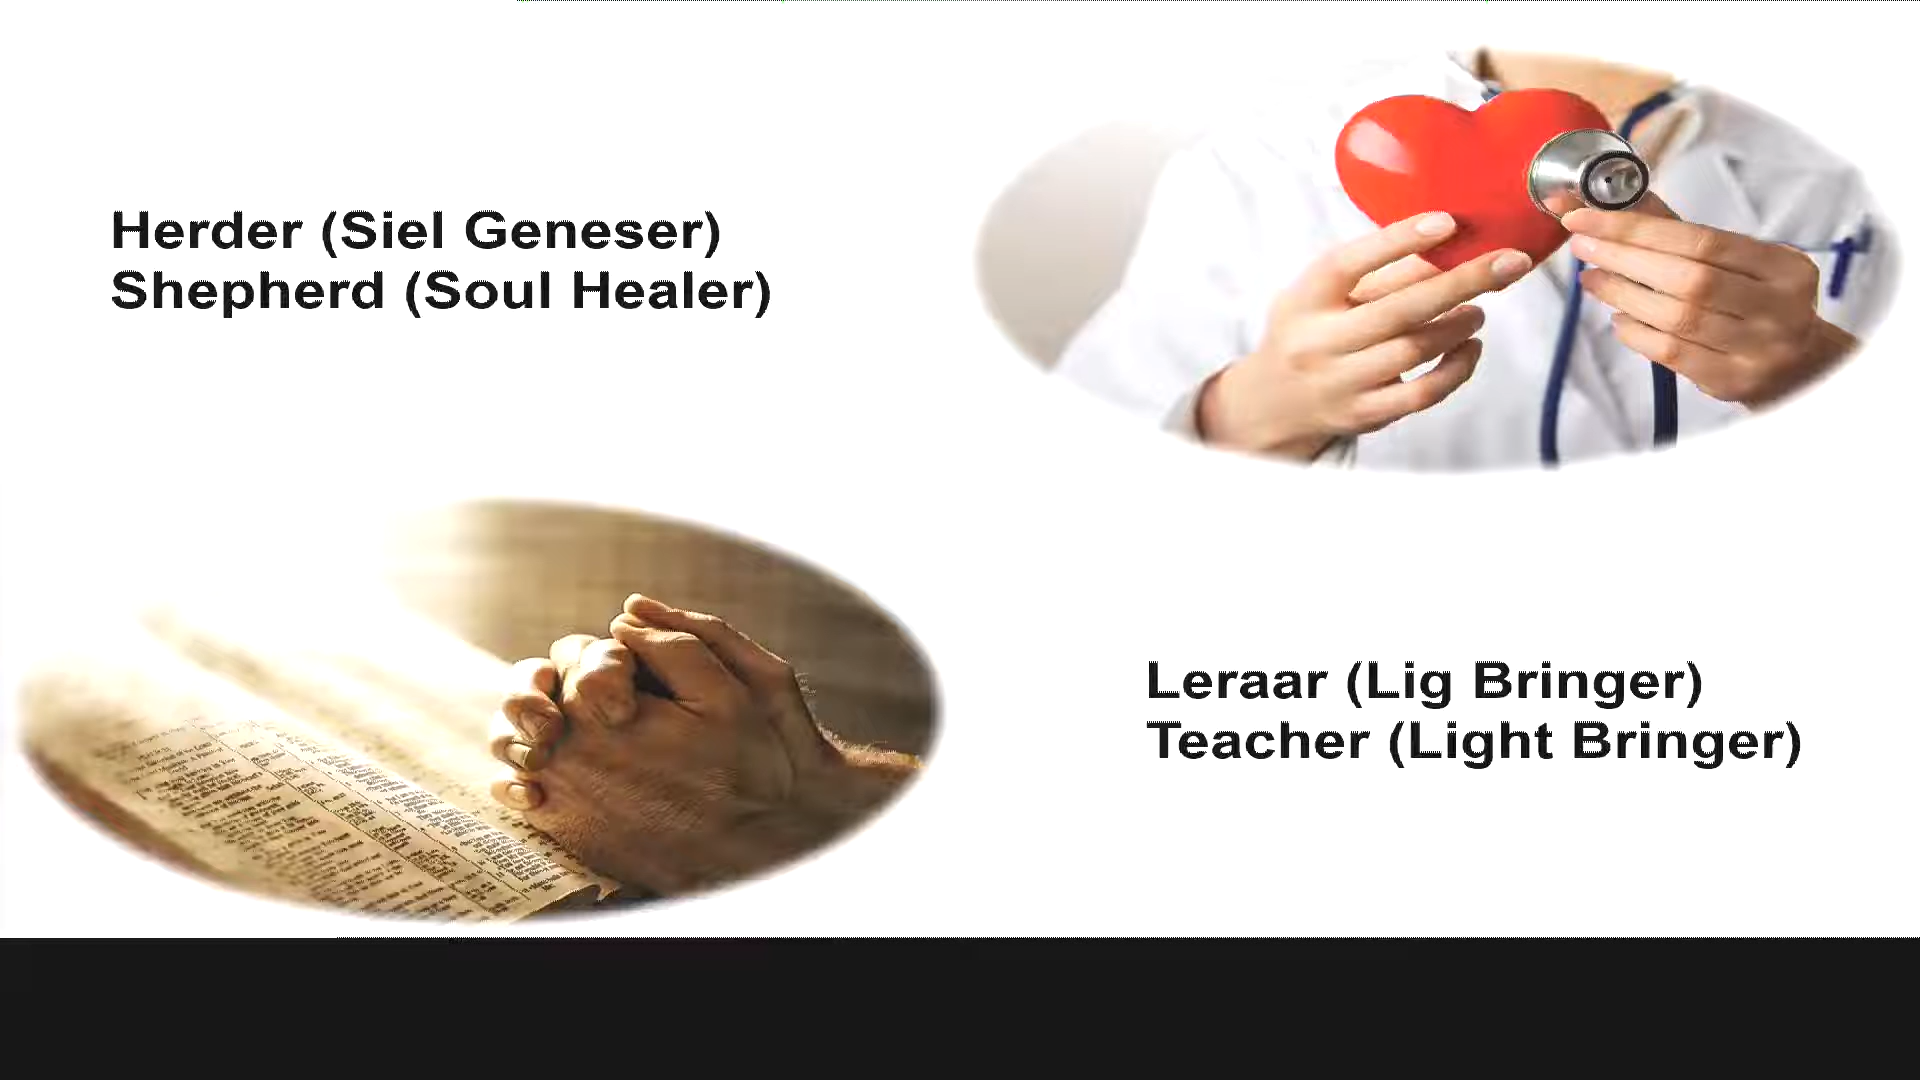 Herder (Siel Geneser)
Shepherd (Soul Healer)
Leraar (Lig Bringer)
Teacher (Light Bringer)